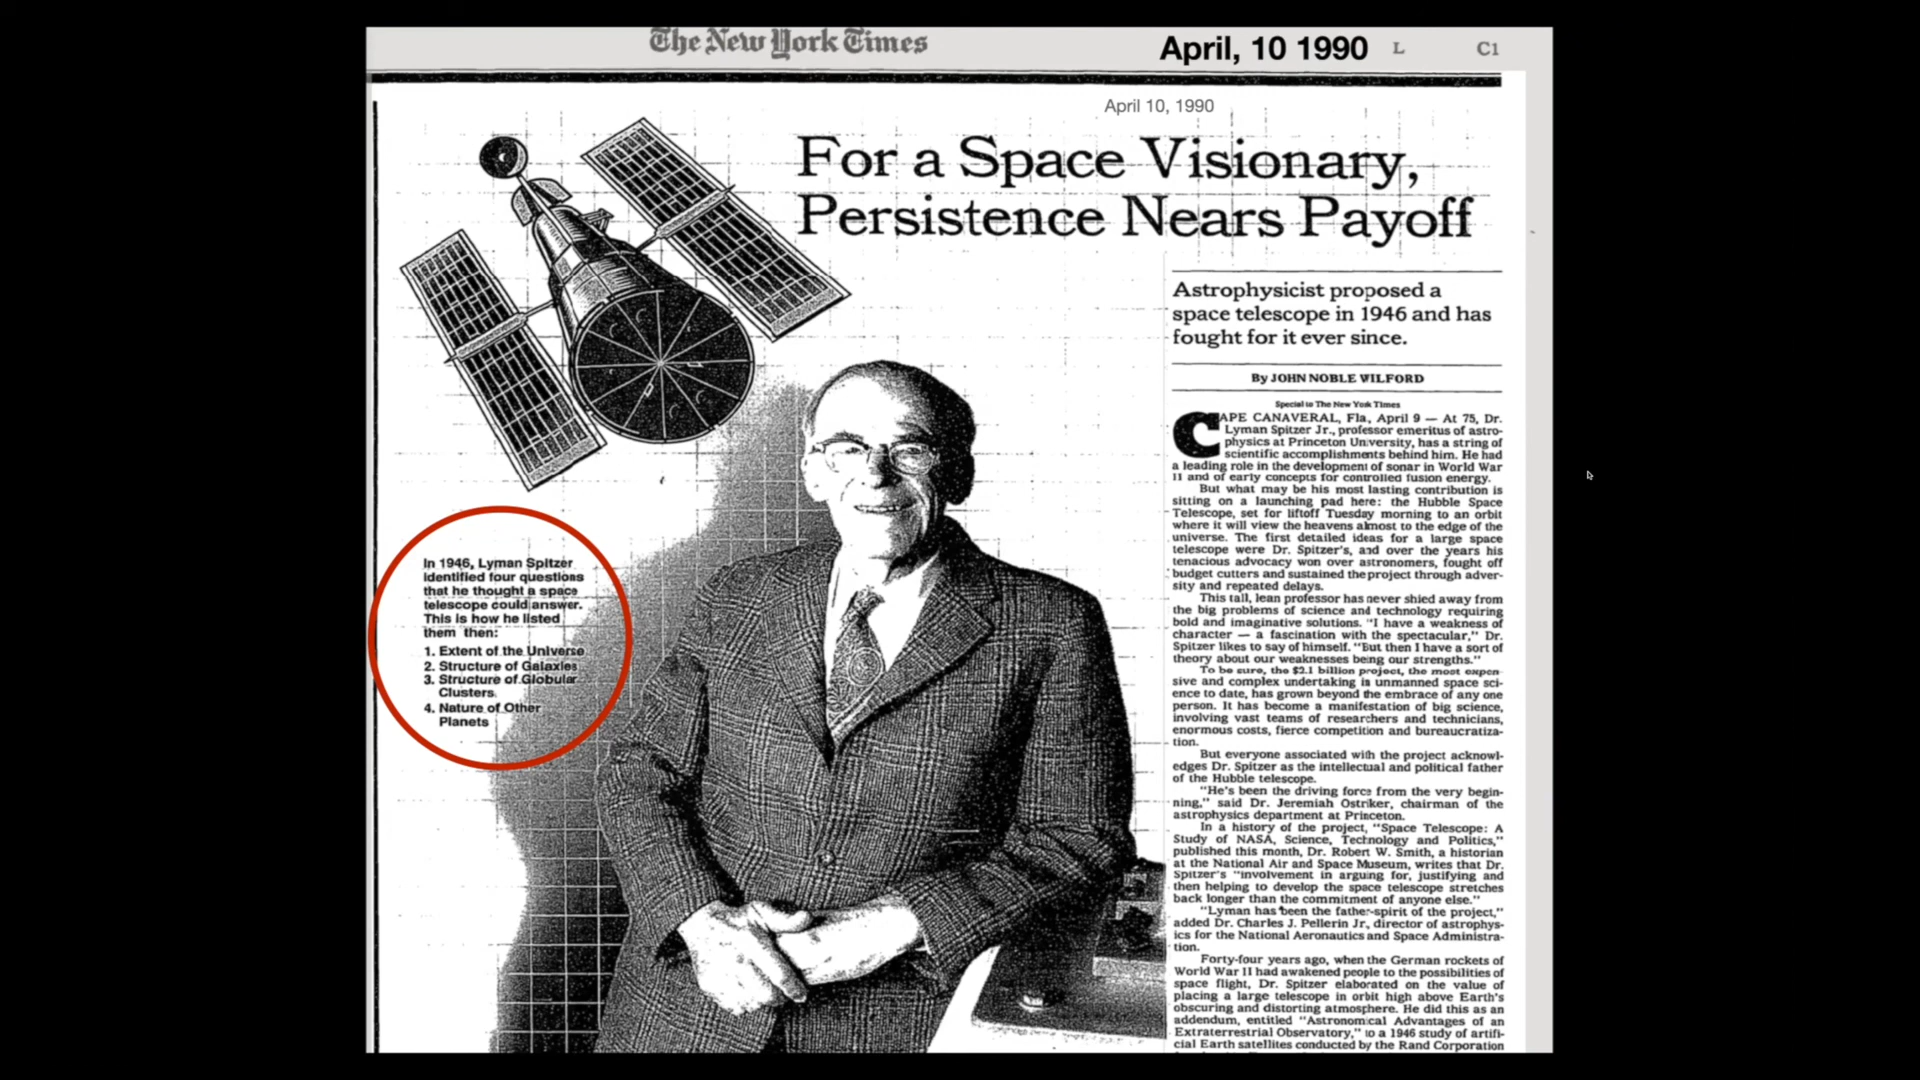 The New York Times
April, 10 1990 L C1
April 10, 1990
For a Space Visionary,
Persistence Nears Payoff
Astrophysicist proposed a
space telescope in 1946 and has
fought for it ever since.
By JOHN NOBLE WILFORD
Special to The New York Times
CAPE CANAVERAL, Fla, April 9 — At 75, Dr.
Lyman Spitzer Jr., professor emeritus of astro-
physics at Princeton University, has a string of
scientific accomplishments behind him. He had
a leading role in the development of sonar in World War
II and of early concepts for controlled fusion energy.
But what may be his most lasting contribution is
sitting on a launching pad here: the Hubble Space
Telescope, set for liftoff Tuesday morning to an orbit
where it will view the heavens almost to the edge of the
universe. The first detailed ideas for a large space
telescope were Dr. Spitzer's, and over the years his
tenacious advocacy won over astronomers, fought off
budget cutters and sustained the project through adver-
sity and repeated delays.
This tall, lean professor has never shied away from
the big problems of science and technology requiring
bold and imaginative solutions. "I have a weakness of
character — a fascination with the spectacular," Dr.
Spitzer likes to say of himself. "But then I have a sort of
theory about our weaknesses being our strengths."
To be sure, the $2.1 billion project, the most expen-
sive and complex undertaking in unmanned space sci-
ence to date, has grown beyond the embrace of any one
person. It has become a manifestation of big science,
involving vast teams of researchers and technicians,
enormous costs, fierce competition and bureaucratiza-
tion.
But everyone associated with the project acknowl-
edges Dr. Spitzer as the intellectual and political father
of the Hubble telescope.
"He's been the driving force from the very begin-
ning," said Dr. Jeremiah Ostriker, chairman of the
astrophysics department at Princeton.
In a history of the project, "Space Telescope: A
Study of NASA, Science, Technology and Politics,"
published this month, Dr. Robert W. Smith, a historian
at the National Air and Space Museum, writes that Dr.
Spitzer's "involvement in arguing for, justifying and
then helping to develop the space telescope stretches
back longer than the commitment of anyone else."
"Lyman has been the father-spirit of the project,"
added Dr. Charles J. Pellerin Jr., director of astrophys-
ics for the National Aeronautics and Space Administra-
tion.
Forty-four years ago, when the German rockets of
World War II had awakened people to the possibilities of
space flight, Dr. Spitzer elaborated on the value of
placing a large telescope in orbit high above Earth's
obscuring and distorting atmosphere. He did this as an
addendum, entitled "Astronomical Advantages of an
Extraterrestrial Observatory," to a 1946 study of artifi-
cial Earth satellites conducted by the Rand Corporation
In 1946, Lyman Spitzer
identified four questions
that he thought a space
telescope could answer.
This is how he listed
them then:
1. Extent of the Universe
2. Structure of Galaxies
3. Structure of Globular
Clusters
4. Nature of Other
Planets